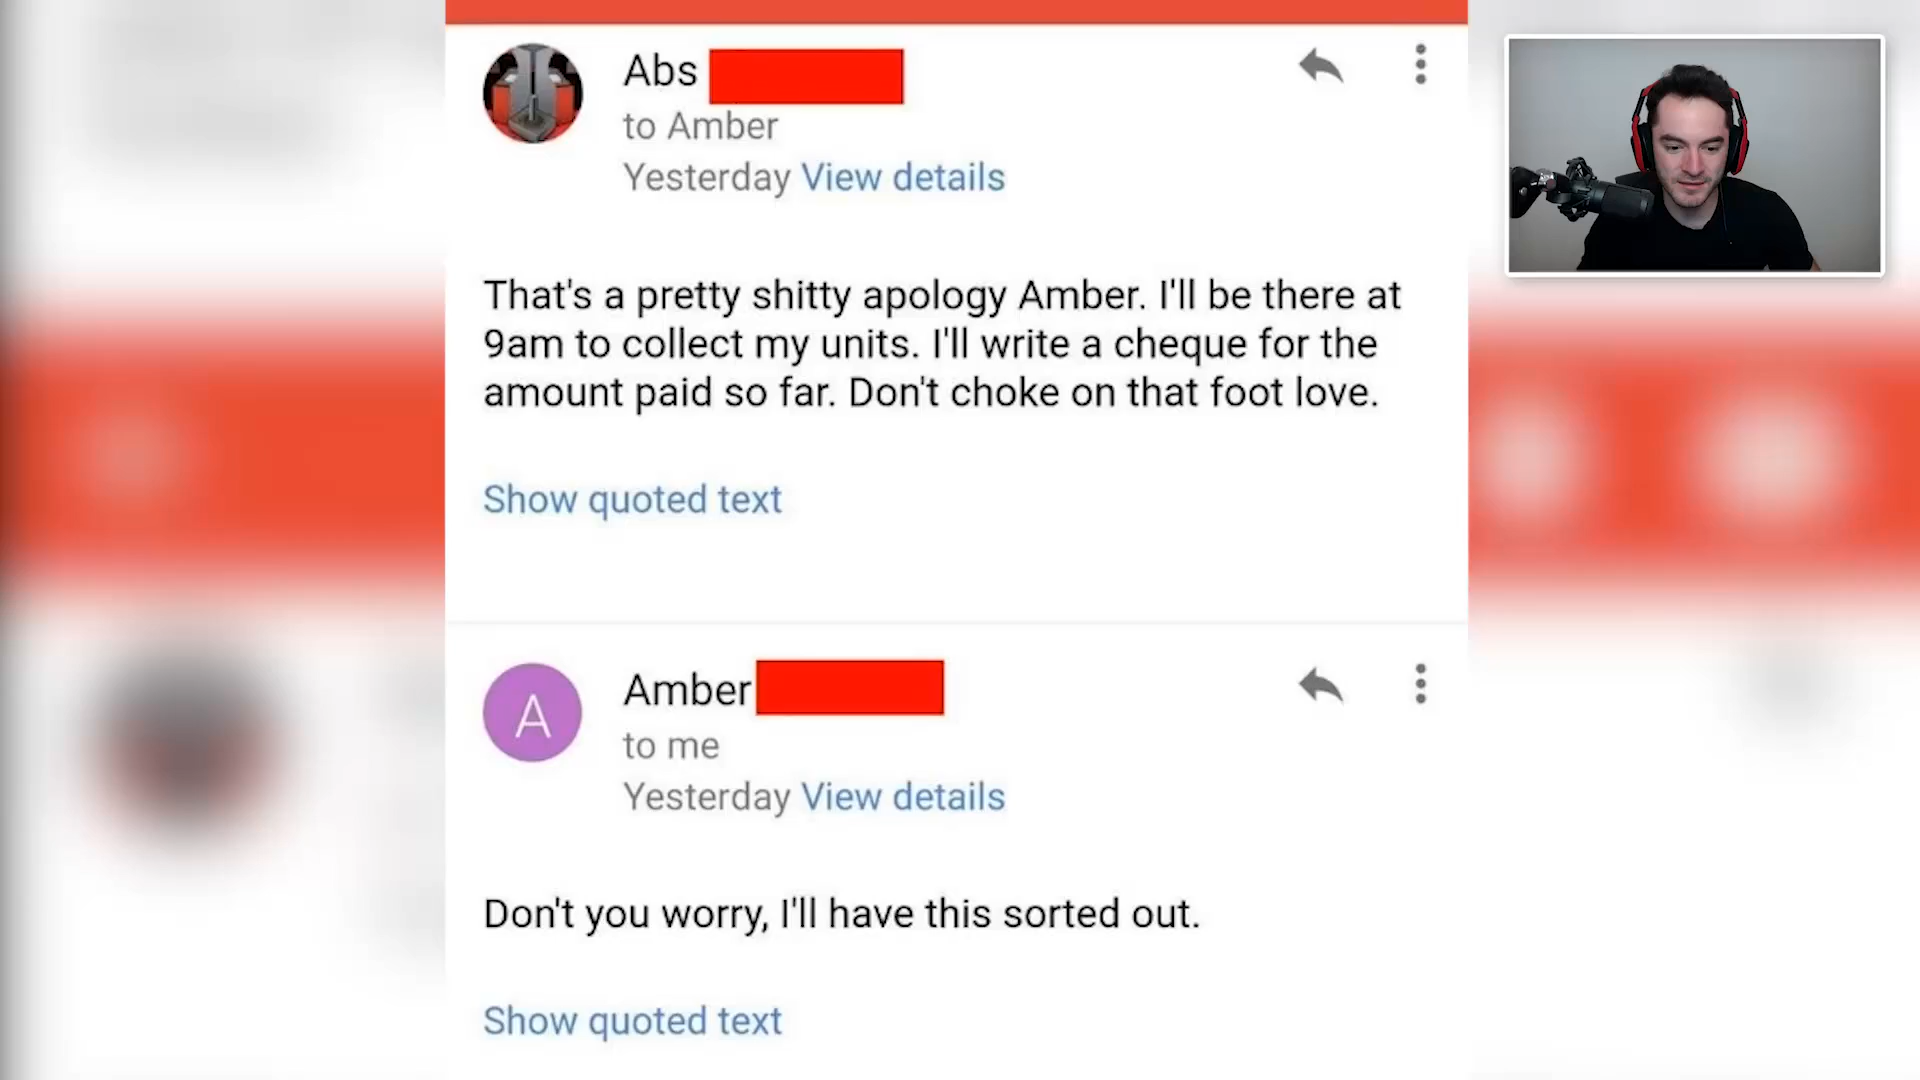 Abs
to Amber
Yesterday View details
That's a pretty shitty apology Amber. I'll be there at
9am to collect my units. I'll write a cheque for the
amount paid so far. Don't choke on that foot love.
Show quoted text
A
Amber
to me
Yesterday View details
Don't you worry, I'll have this sorted out.
Show quoted text